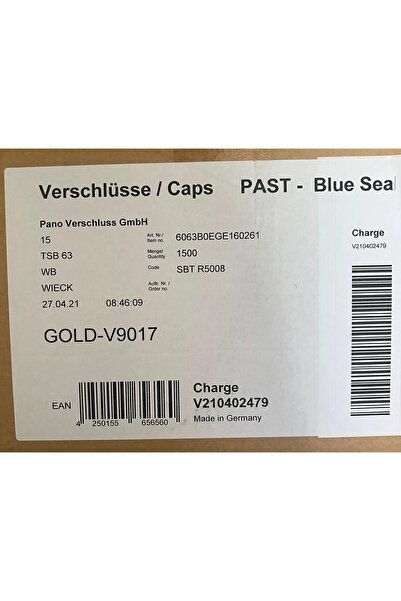 Verschlüsse / Caps PAST - Blue Seal
Pano Verschluss GmbH
15 Art. Nr./ Item no. 6063B0EGE160261
TSB 63 Menge/ Quantity 1500
WB Code SBT R5008
WIECK Auftr. Nr. / Order no.
27.04.21 08:46:09
GOLD-V9017
EAN
4 250155 656560
Charge
V210402479
Made in Germany
Charge
V210402479